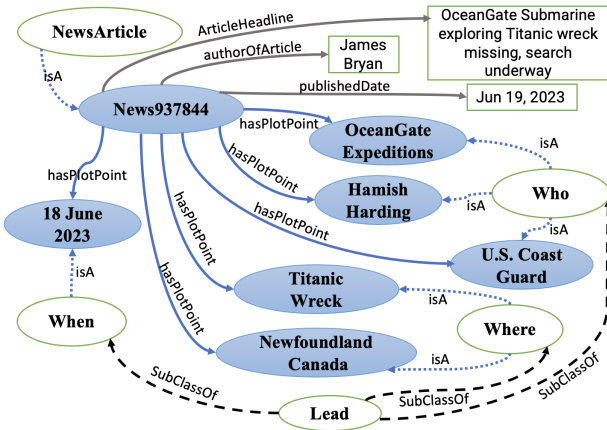 NewsArticle
ArticleHeadline
OceanGate Submarine
exploring Titanic wreck
missing, search
underway
authorOfArticle
James
Bryan
isA
publishedDate
Jun 19, 2023
News937844
hasPlotPoint
OceanGate
Expeditions
isA
hasPlotPoint
hasPlotPoint
Hamish
Harding
isA
Who
isA
18 June
2023
hasPlotPoint
hasPlotPoint
U.S. Coast
Guard
isA
Titanic
Wreck
isA
When
hasPlotPoint
Where
Newfoundland
Canada
isA
SubClassOf
SubClassOf
SubClassOf
Lead